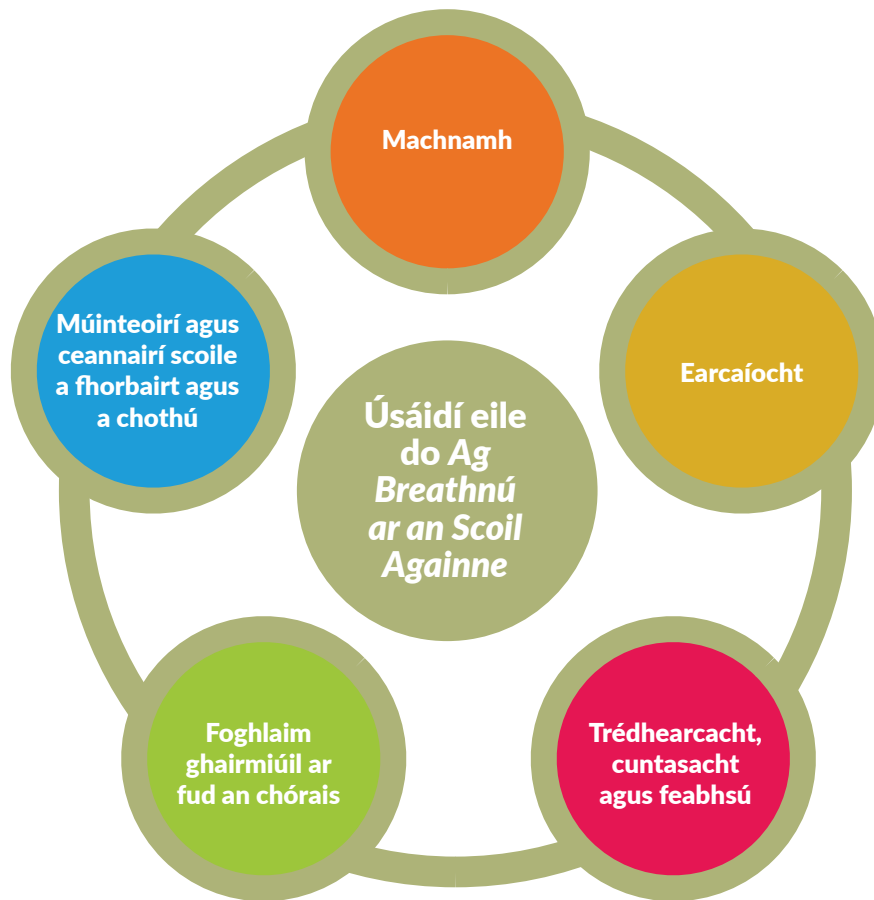 Machnamh
Earcaíocht
Trédhearcacht,
cuntasacht
agus feabhsú
Foghlaim
ghairmiúil ar
fud an chórais
Múinteoirí agus
ceannairí scoile
a fhorbairt agus
a chothú
Úsáidí eile
do Ag
Breathnú
ar an Scoil
Againne